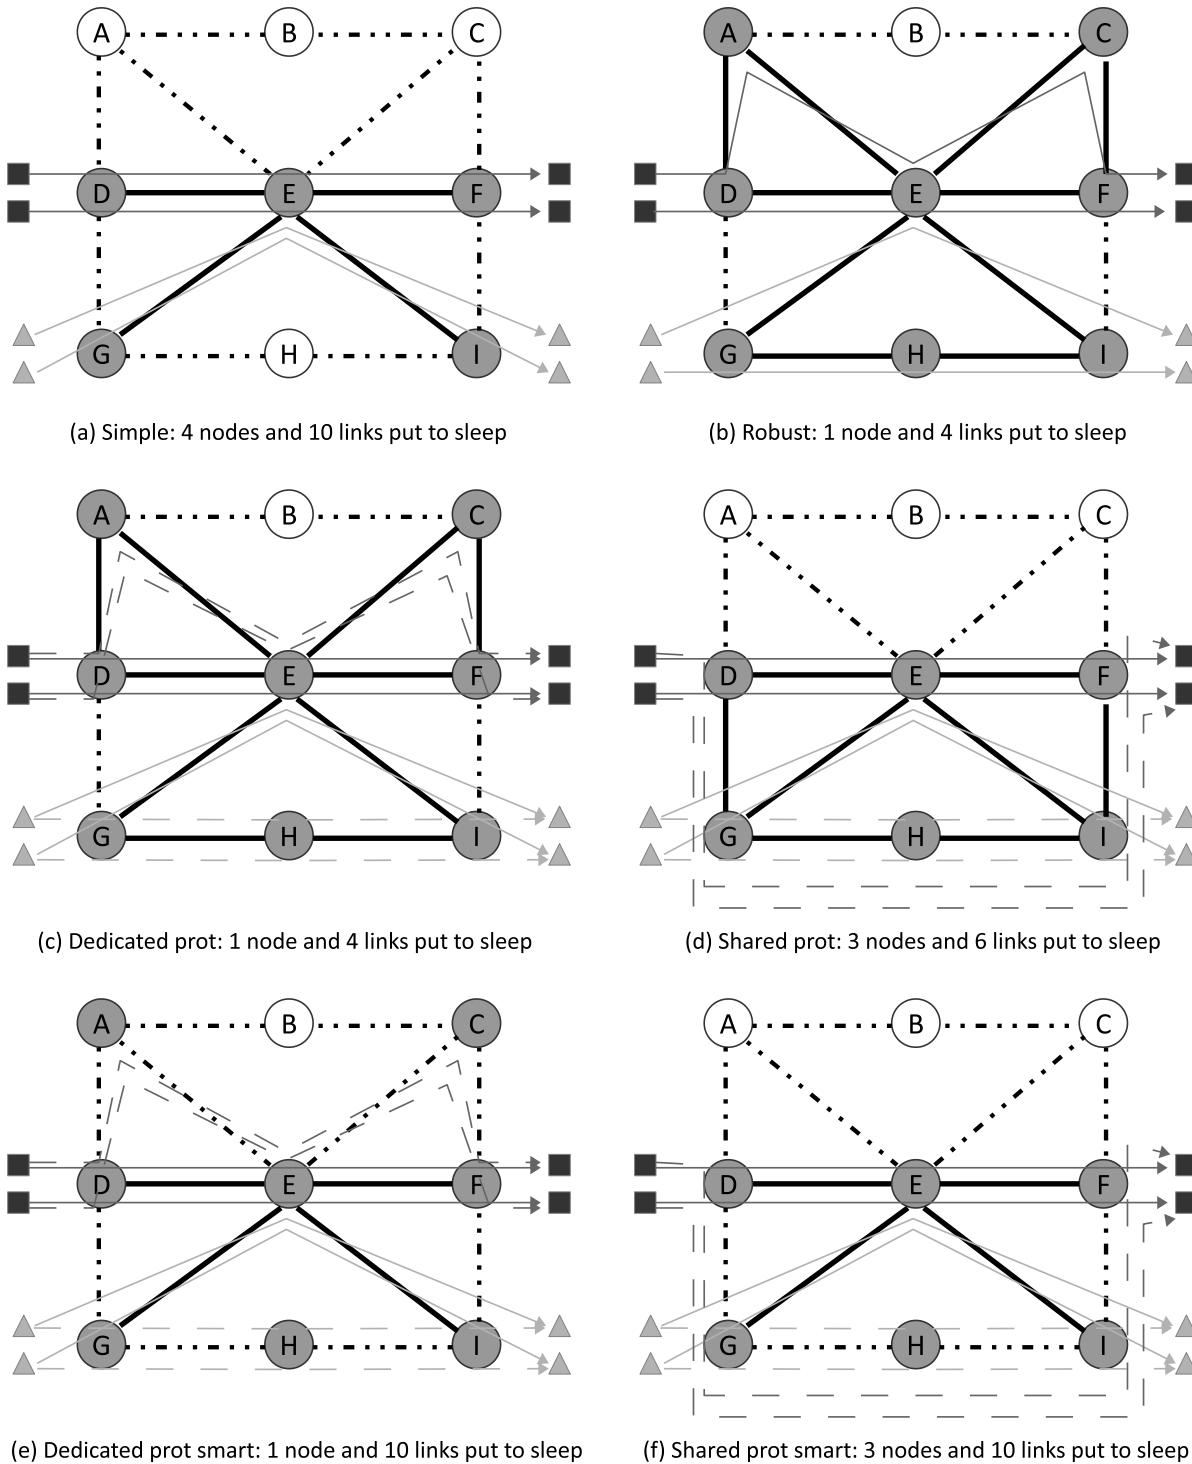 A B C A B C
D E F D E F
G H I G H I
(a) Simple: 4 nodes and 10 links put to sleep
(b) Robust: 1 node and 4 links put to sleep
A B C A B C
D E F D E F
G H I G H I
(c) Dedicated prot: 1 node and 4 links put to sleep
(d) Shared prot: 3 nodes and 6 links put to sleep
A B C A B C
D E F D E F
G H I G H I
(e) Dedicated prot smart: 1 node and 10 links put to sleep
(f) Shared prot smart: 3 nodes and 10 links put to sleep